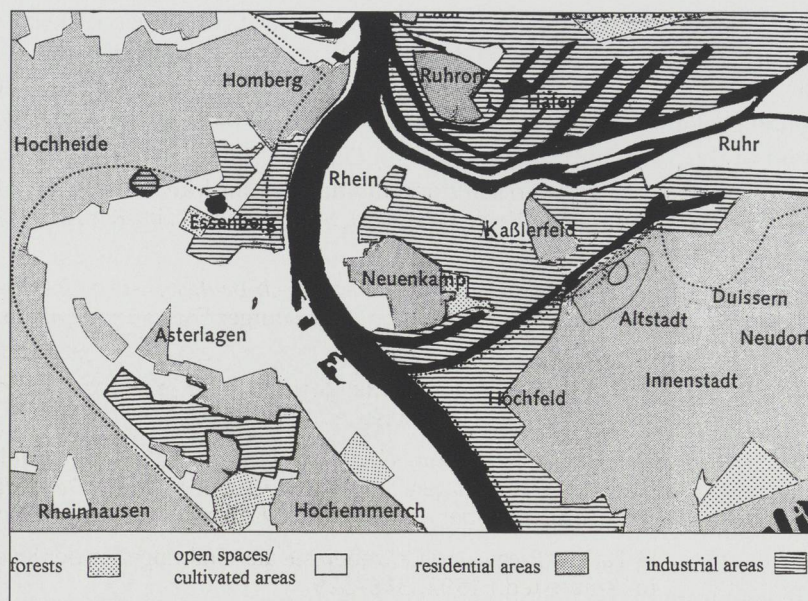 Homberg
Ruhrort
Häfen
Hochheide
Ruhr
Rhein
Essenberg
Kaßlerfeld
Neuenkamp
Duissern
Altstadt
Asterlagen
Neudorf
Innenstadt
Hochfeld
Rheinhausen
Hochemmerich
forests
open spaces/
cultivated areas
residential areas
industrial areas